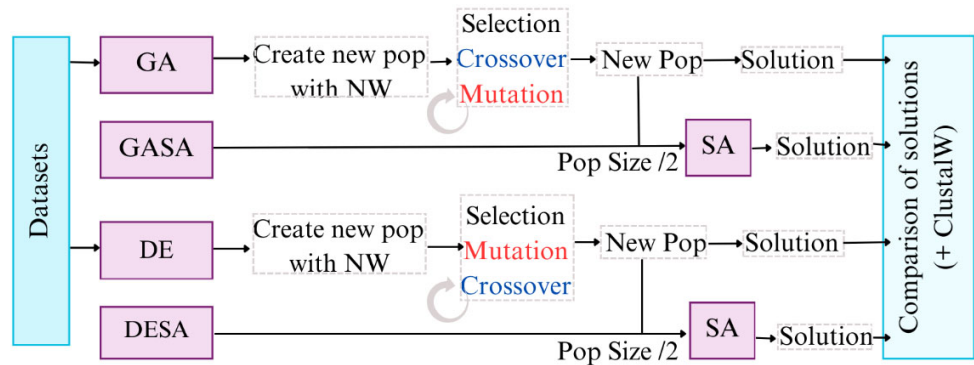 Datasets
GA
Create new pop
with NW
Selection
Crossover
Mutation
New Pop
Solution
GASA
Pop Size /2
SA
Solution
DE
Create new pop
with NW
Selection
Mutation
Crossover
New Pop
Solution
DESA
Pop Size /2
SA
Solution
Comparison of solutions
(+ ClustalW)